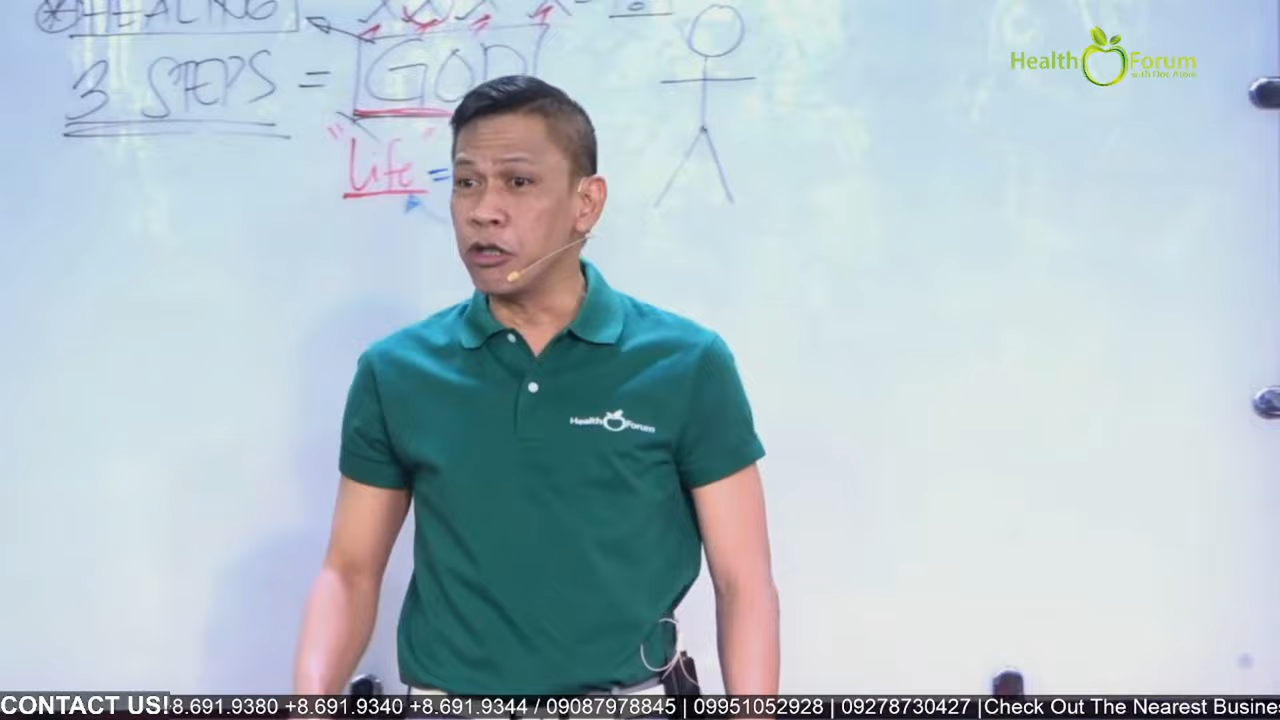 HEALING
3 STEPS = GOD
"Life" =
Health Forum
with Doc Atoie
Health Forum
CONTACT US! 8.691.9380 +8.691.9340 +8.691.9344 / 09087978845 | 09951052928 | 09278730427 |Check Out The Nearest Busine